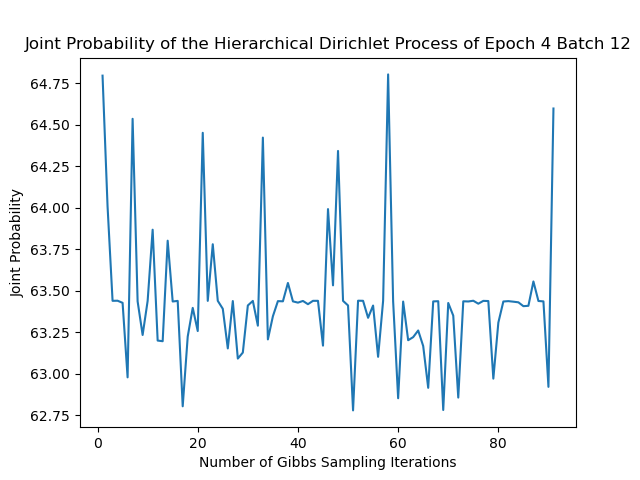 Joint Probability of the Hierarchical Dirichlet Process of Epoch 4 Batch 12
64.75
64.50
64.25
64.00
63.75
63.50
63.25
63.00
62.75
Joint Probability
0 20 40 60 80
Number of Gibbs Sampling Iterations